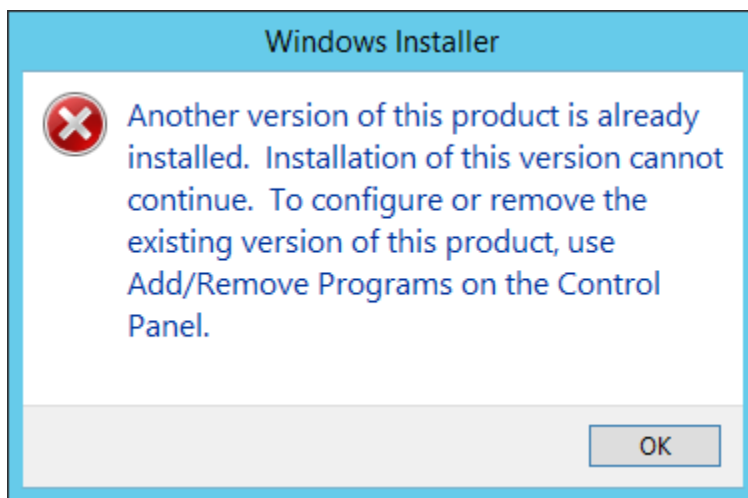 Windows Installer
Another version of this product is already
installed.  Installation of this version cannot
continue.  To configure or remove the
existing version of this product, use
Add/Remove Programs on the Control
Panel.
OK